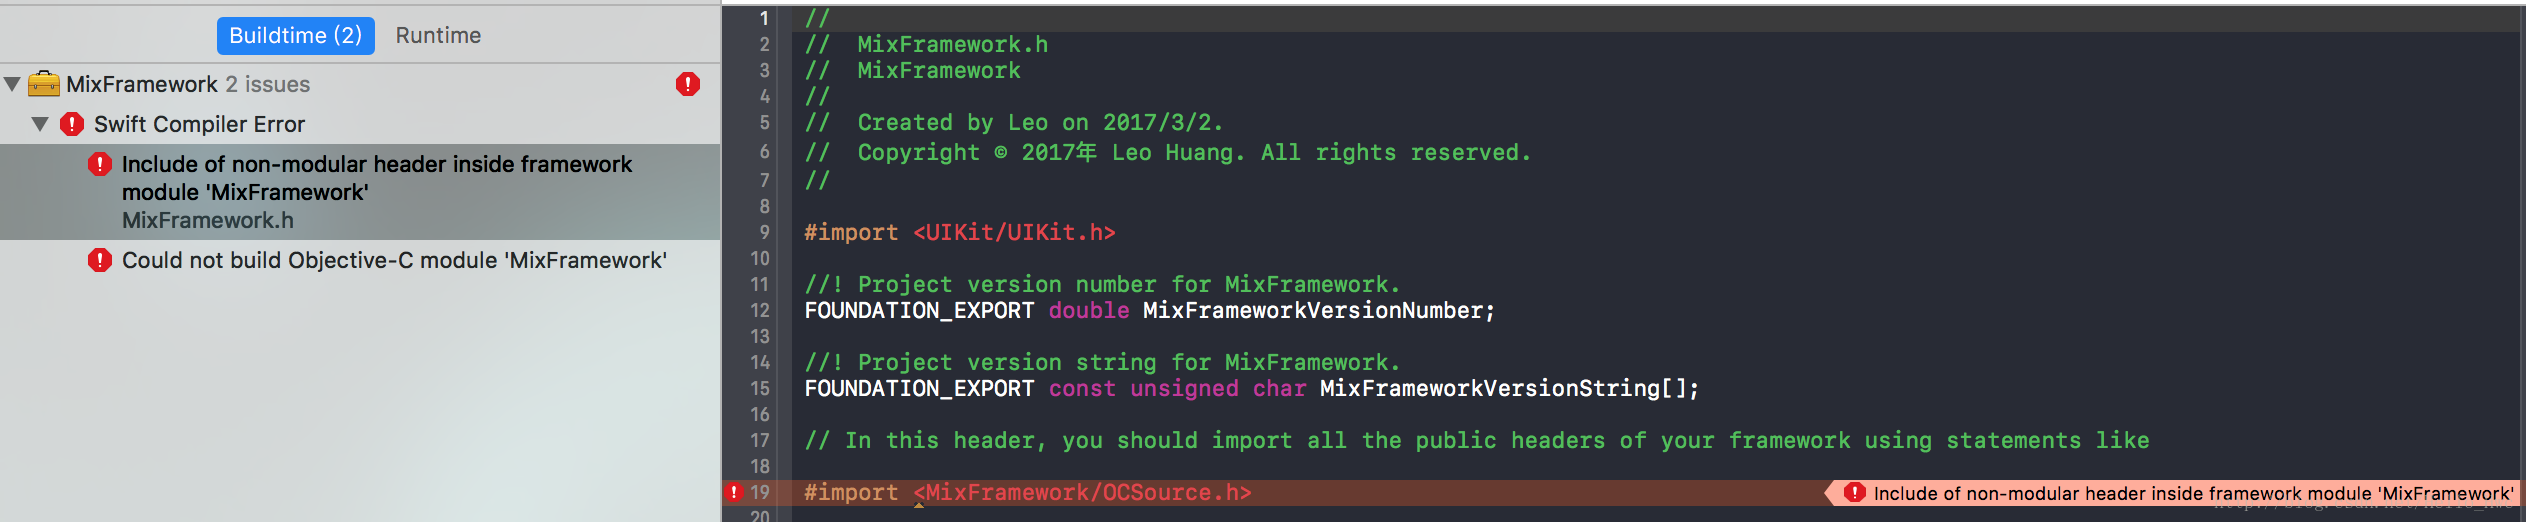 Buildtime (2) Runtime
MixFramework 2 issues
Swift Compiler Error
Include of non-modular header inside framework
module 'MixFramework'
MixFramework.h
Could not build Objective-C module 'MixFramework'
1 //
2 //  MixFramework.h
3 //  MixFramework
4 //
5 //  Created by Leo on 2017/3/2.
6 //  Copyright © 2017年 Leo Huang. All rights reserved.
7 //
8
9 #import <UIKit/UIKit.h>
10
11 //! Project version number for MixFramework.
12 FOUNDATION_EXPORT double MixFrameworkVersionNumber;
13
14 //! Project version string for MixFramework.
15 FOUNDATION_EXPORT const unsigned char MixFrameworkVersionString[];
16
17 // In this header, you should import all the public headers of your framework using statements like
18
19 #import <MixFramework/OCSource.h> Include of non-modular header inside framework module 'MixFramework'
20